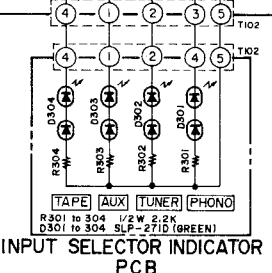 4 1 2 3 5
T102
4 1 2 4 5
T102
D304 D303 D302 D301
R304 R303 R302 R301
TAPE AUX TUNER PHONO
R301 to 304 1/2W 2.2K
D301 to 304 SLP-271D (GREEN)
INPUT SELECTOR INDICATOR
PCB